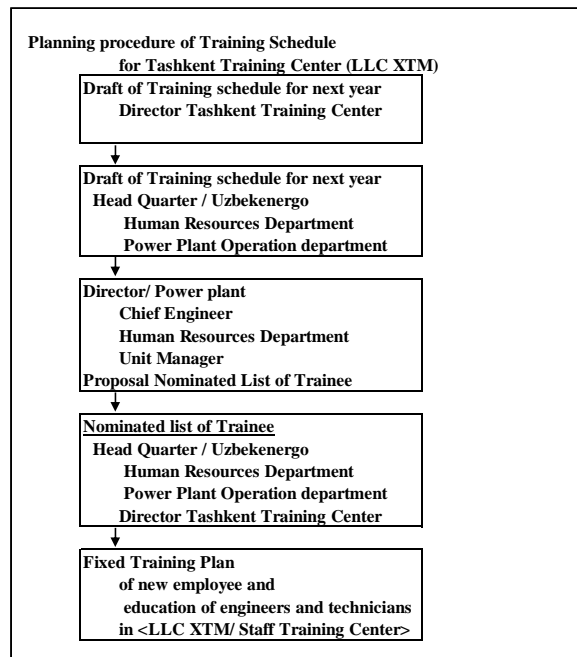 Planning procedure of Training Schedule
for Tashkent Training Center (LLC XTM)
Draft of Training schedule for next year
Director Tashkent Training Center
Draft of Training schedule for next year
Head Quarter / Uzbekenergo
Human Resources Department
Power Plant Operation department
Director/ Power plant
Chief Engineer
Human Resources Department
Unit Manager
Proposal Nominated List of Trainee
Nominated list of Trainee
Head Quarter / Uzbekenergo
Human Resources Department
Power Plant Operation department
Director Tashkent Training Center
Fixed Training Plan
of new employee and
education of engineers and technicians
in <LLC XTM/ Staff Training Center>